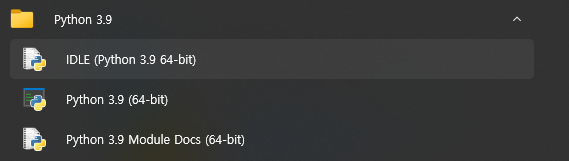 Python 3.9
IDLE (Python 3.9 64-bit)
Python 3.9 (64-bit)
Python 3.9 Module Docs (64-bit)